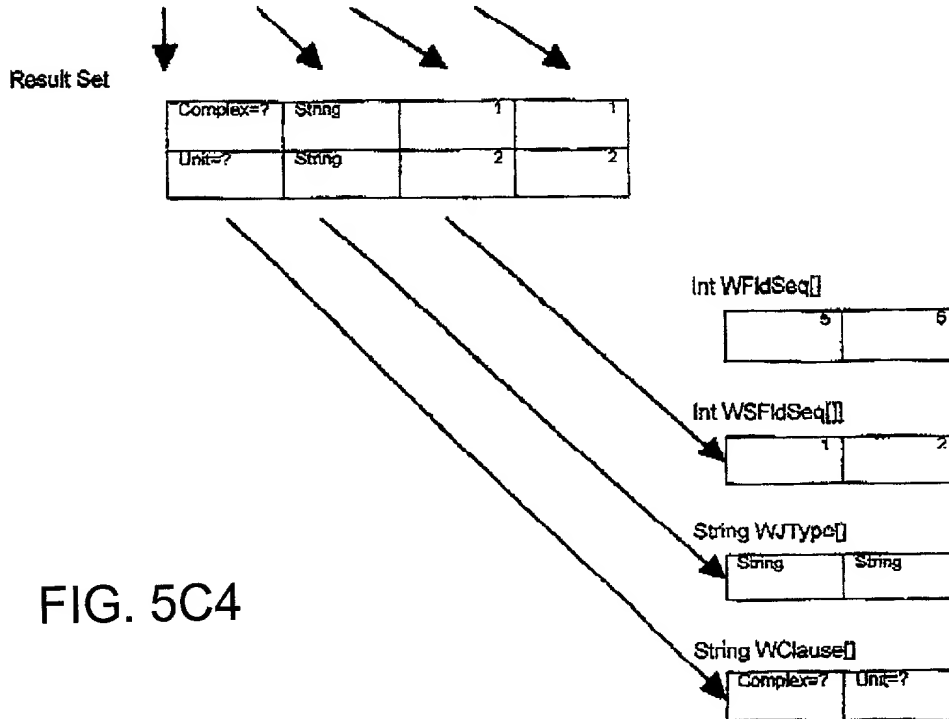 Result Set
Complex=? String 1 1
Unit=? String 2 2
Int WFldSeq[]
5 6
Int WSFldSeq[]]
1 2
String WJType[]
String String
String WClause[]
Complex=? Unit=?
FIG. 5C4